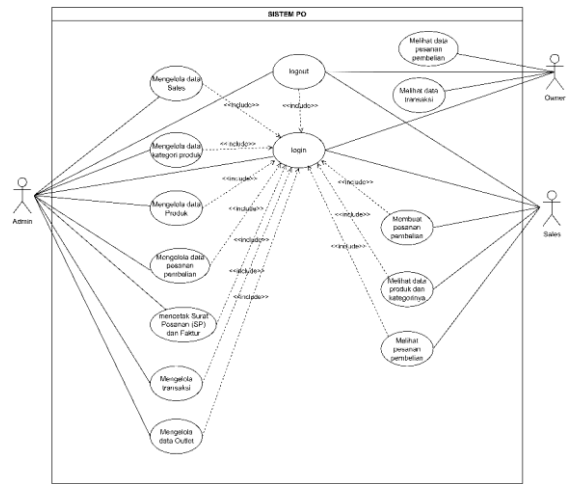 SISTEM PO
Melihat data
pesanan
pembelian
Mengelola data
Sales
logout
Owner
Melihat data
transaksi
<<include>>
<<include>>
Mengelola data
kategori produk
<<include>>
login
Admin
Mengelola data
Produk
<<include>>
<<include>>
Membuat
pesanan
pembelian
Sales
<<include>>
<<include>>
<<include>>
<<include>>
Mengelola data
pesanan
pembelian
<<include>>
Melihat data
produk dan
kategorinya
<<include>>
mencetak Surat
Pesanan (SP)
dan Faktur
Melihat
pesanan
pembelian
Mengelola
transaksi
Mengelola
data Outlet